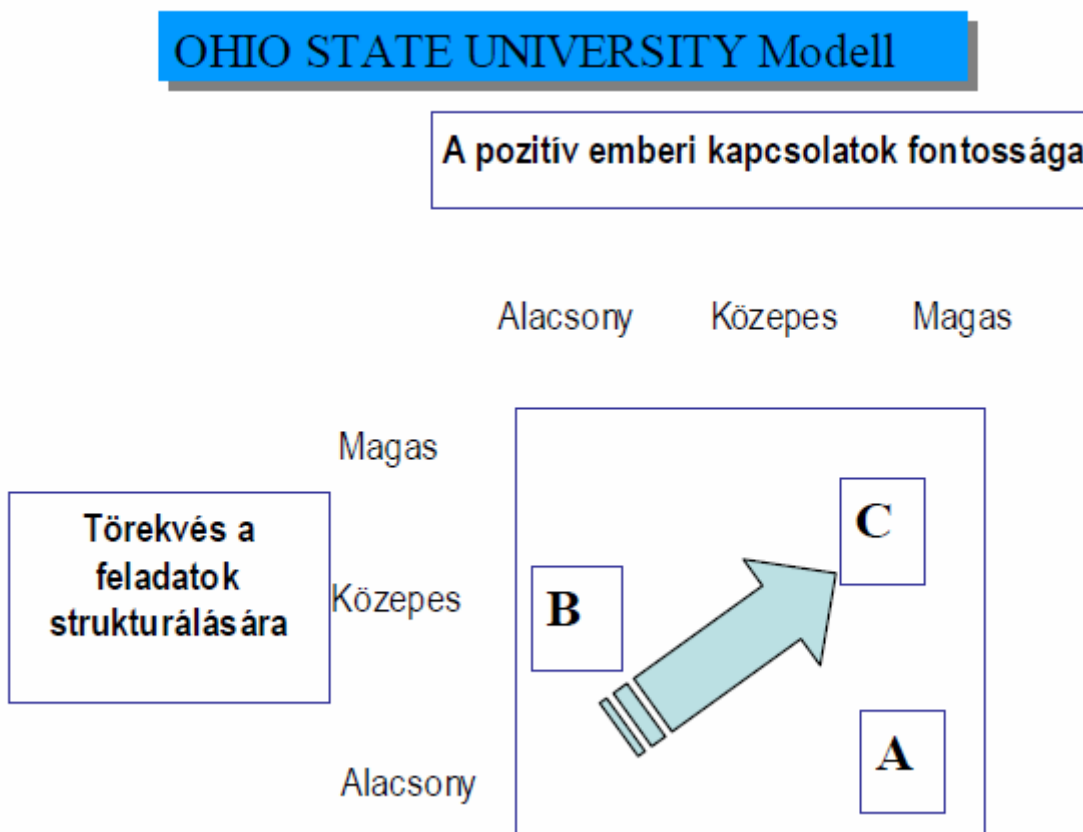 OHIO STATE UNIVERSITY Modell
A pozitív emberi kapcsolatok fontossága
Alacsony Közepes Magas
Magas
Törekvés a
feladatok
strukturálására
Közepes
Alacsony
B
C
A